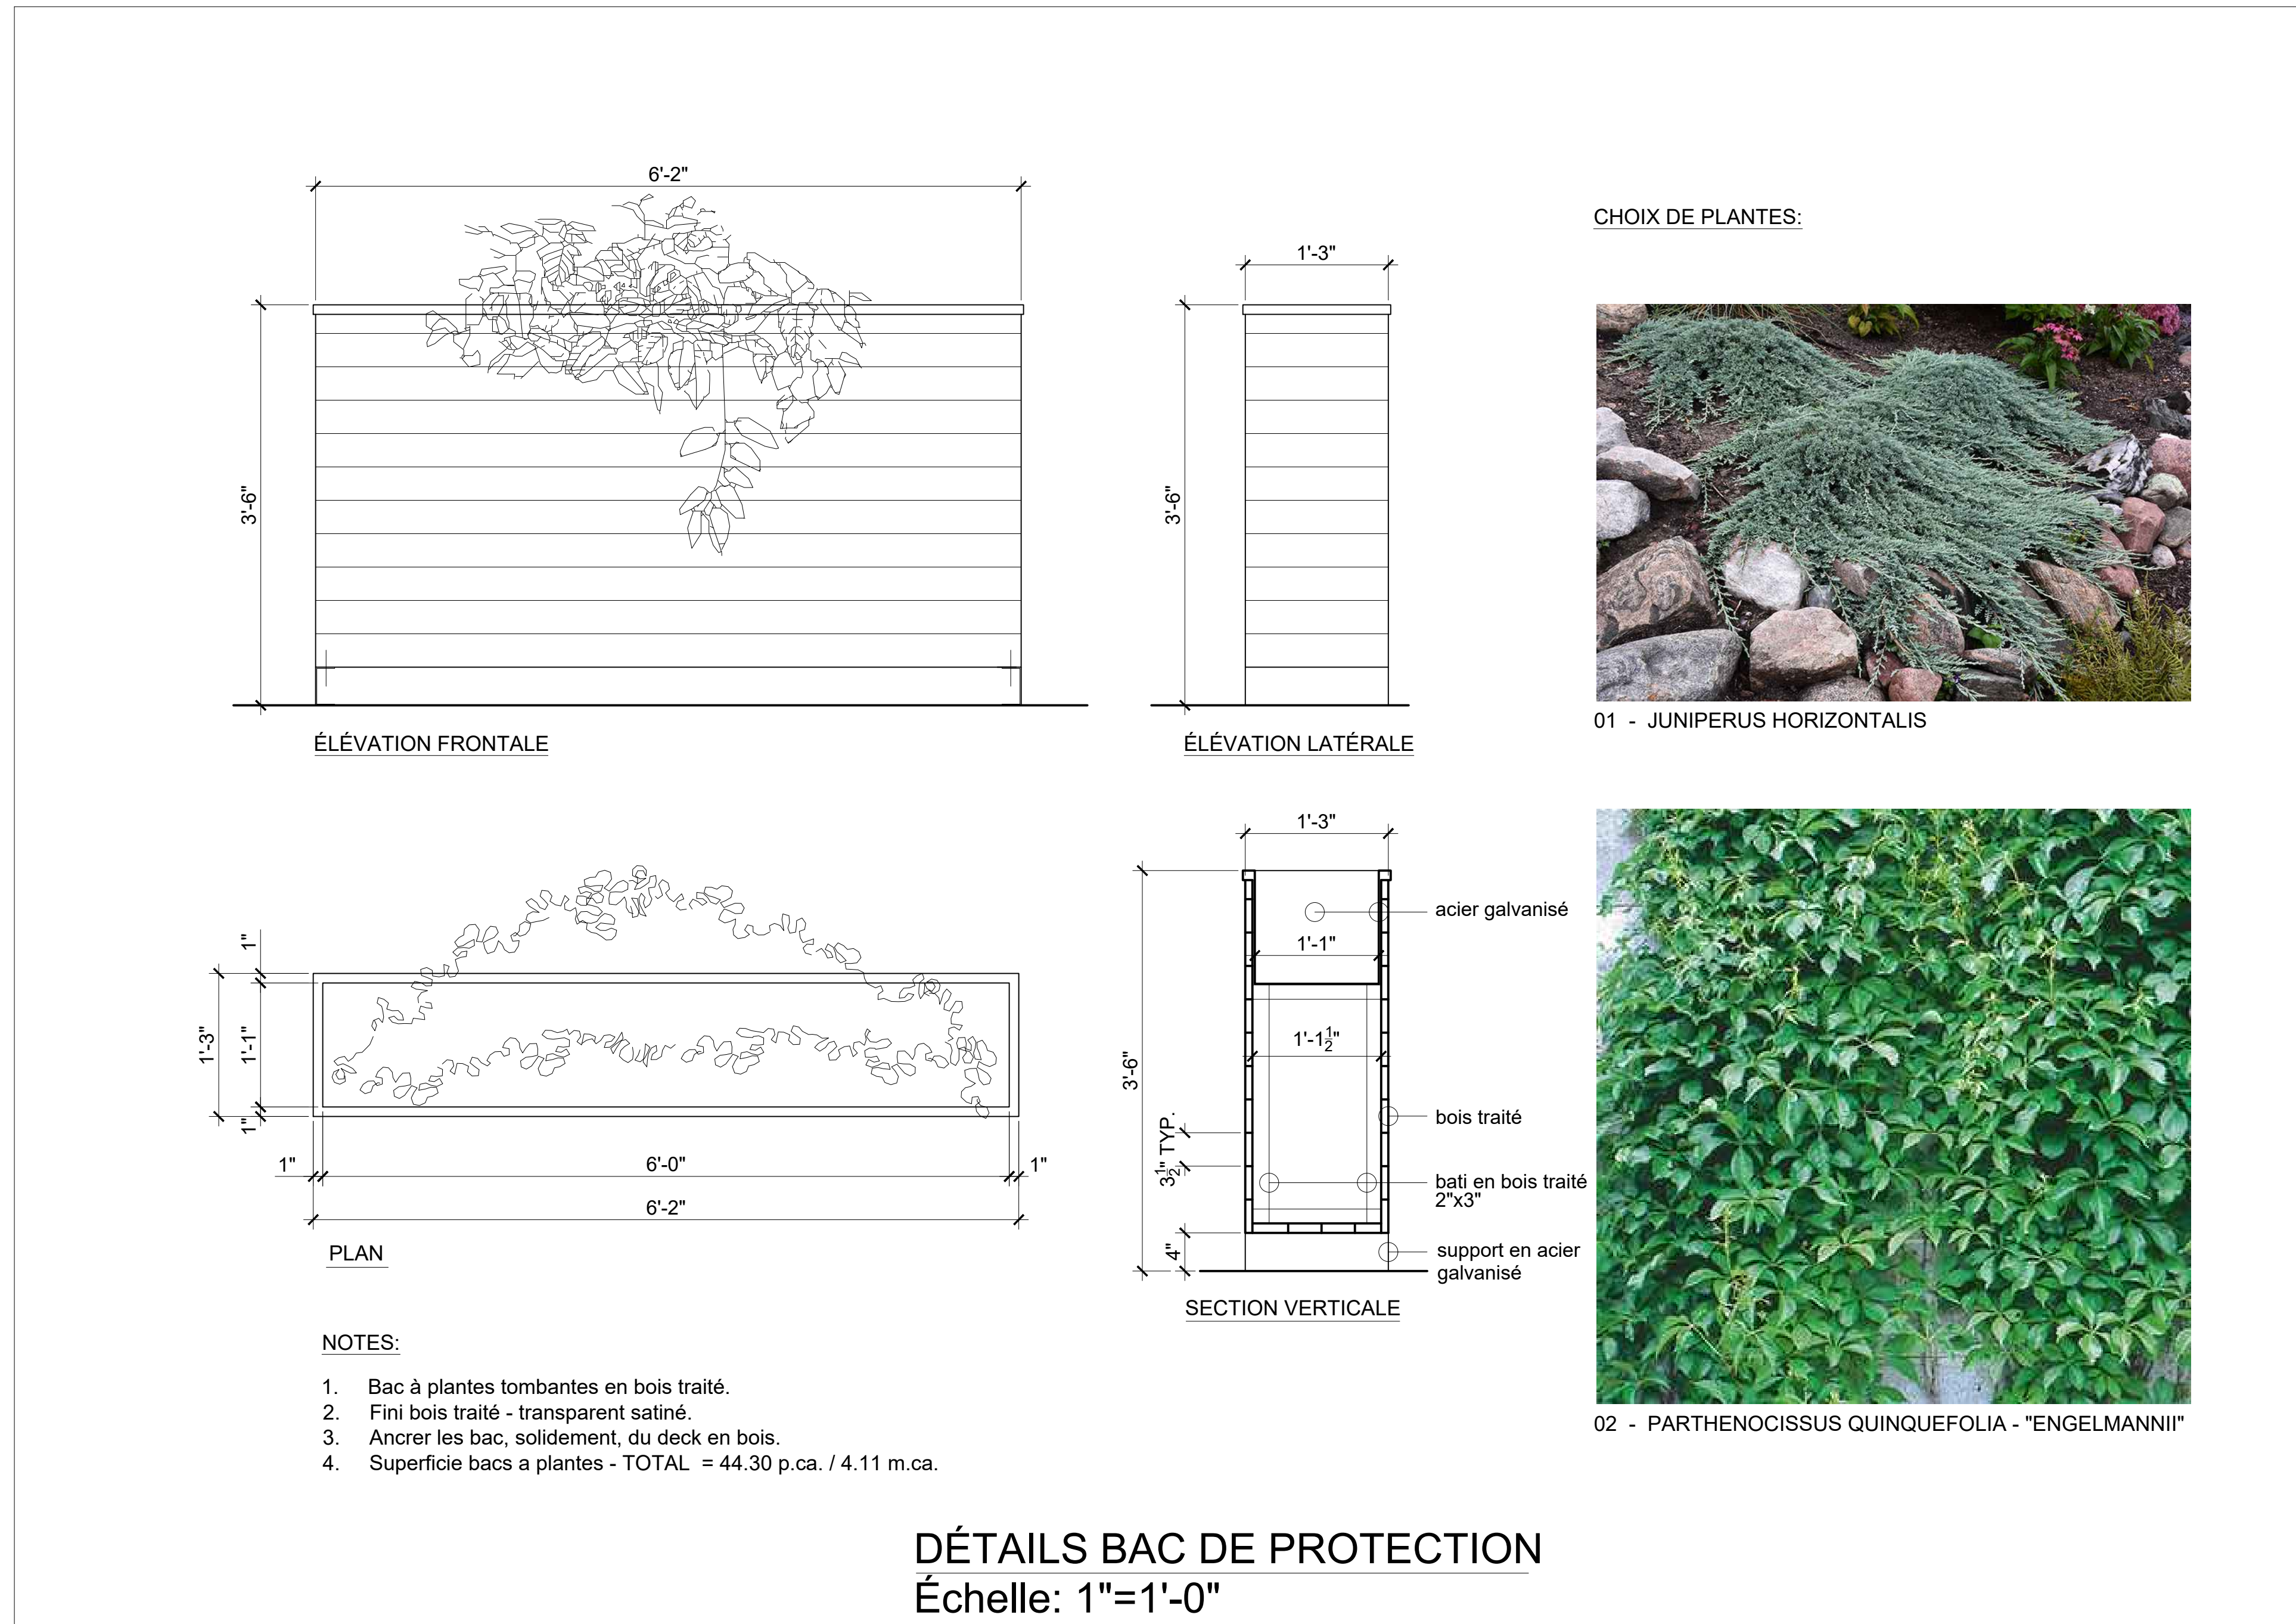 6'-2"
3'-6"
ÉLÉVATION FRONTALE
1'-3"
3'-6"
ÉLÉVATION LATÉRALE
CHOIX DE PLANTES:
01 - JUNIPERUS HORIZONTALIS
1"
1'-3"
1'-1"
1"
1"
6'-0"
1"
6'-2"
PLAN
1'-3"
acier galvanisé
1'-1"
1'-1 1/2"
3'-6"
3 1/2" TYP.
bois traité
bati en bois traité
2"x3"
4"
support en acier
galvanisé
SECTION VERTICALE
02 - PARTHENOCISSUS QUINQUEFOLIA - "ENGELMANNII"
NOTES:
1. Bac à plantes tombantes en bois traité.
2. Fini bois traité - transparent satiné.
3. Ancrer les bac, solidement, du deck en bois.
4. Superficie bacs a plantes - TOTAL = 44.30 p.ca. / 4.11 m.ca.
DÉTAILS BAC DE PROTECTION
Échelle: 1"=1'-0"